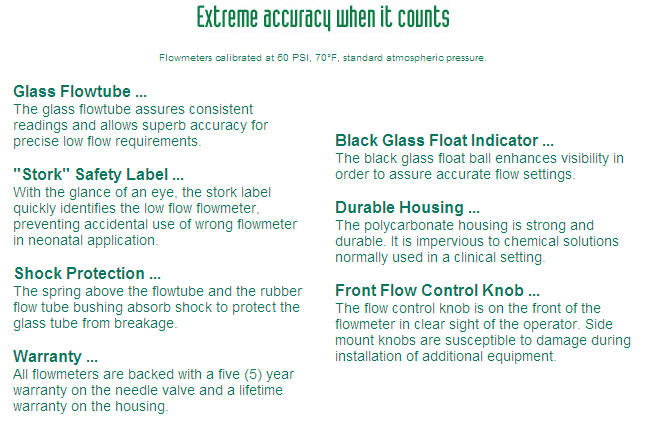 Extreme accuracy when it counts
Flowmeters calibrated at 50 PSI, 70°F, standard atmospheric pressure.
Glass Flowtube ...
The glass flowtube assures consistent
readings and allows superb accuracy for
precise low flow requirements.
"Stork" Safety Label ...
With the glance of an eye, the stork label
quickly identifies the low flow flowmeter,
preventing accidental use of wrong flowmeter
in neonatal application.
Shock Protection ...
The spring above the flowtube and the rubber
flow tube bushing absorb shock to protect the
glass tube from breakage.
Warranty ...
All flowmeters are backed with a five (5) year
warranty on the needle valve and a lifetime
warranty on the housing.
Black Glass Float Indicator ...
The black glass float ball enhances visibility in
order to assure accurate flow settings.
Durable Housing ...
The polycarbonate housing is strong and
durable. It is impervious to chemical solutions
normally used in a clinical setting.
Front Flow Control Knob ...
The flow control knob is on the front of the
flowmeter in clear sight of the operator. Side
mount knobs are susceptible to damage during
installation of additional equipment.